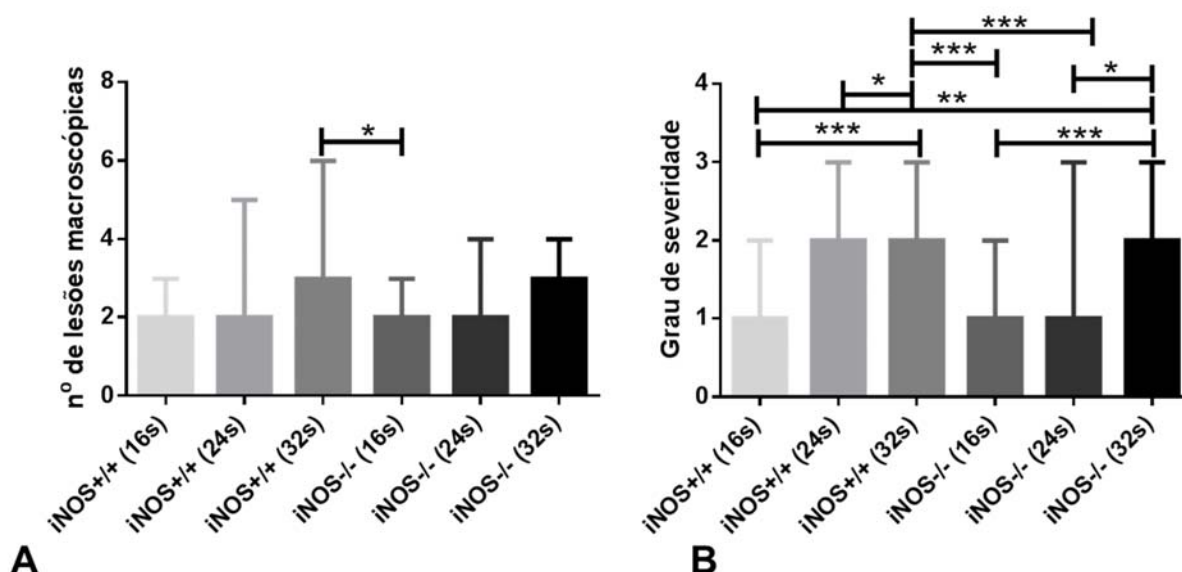 nº de lesões macroscópicas
8
6
4
2
0
*
iNOS+/+ (16s)
iNOS+/+ (24s)
iNOS+/+ (32s)
iNOS-/- (16s)
iNOS-/- (24s)
iNOS-/- (32s)
A
Grau de severidade
4
3
2
1
0
***
***
*
*
**
***
***
iNOS+/+ (16s)
iNOS+/+ (24s)
iNOS+/+ (32s)
iNOS-/- (16s)
iNOS-/- (24s)
iNOS-/- (32s)
B